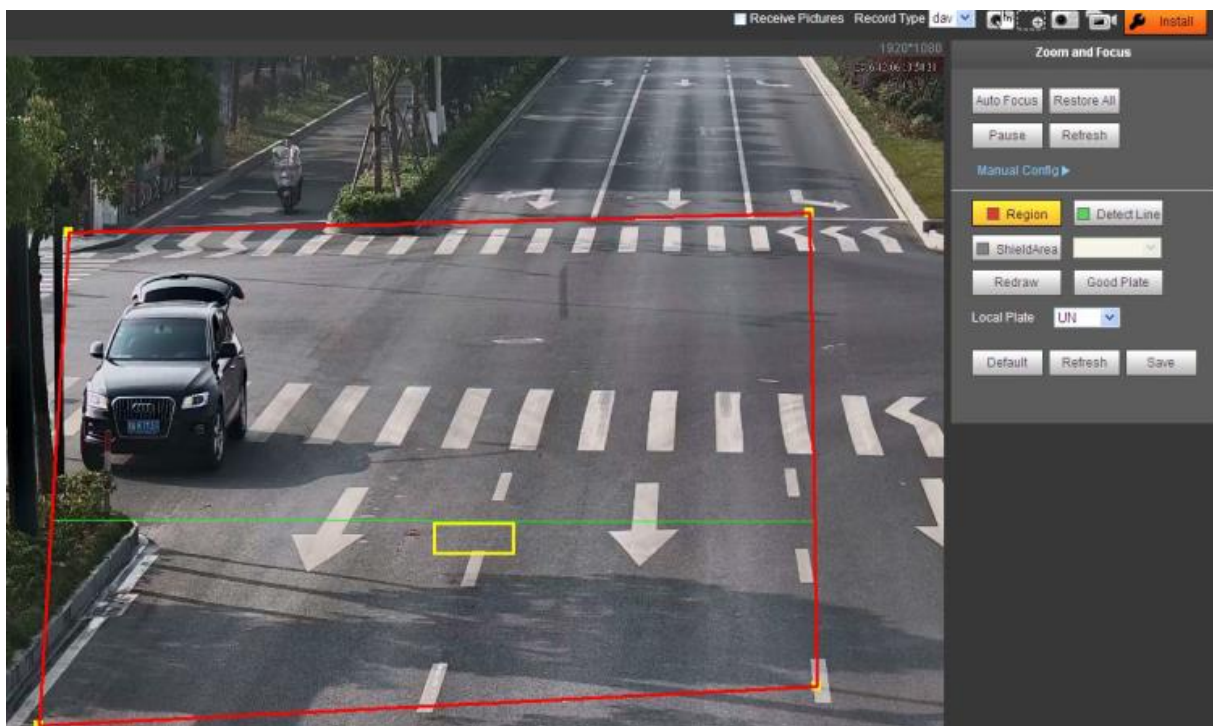 Receive Pictures Record Type dav Install
1920*1080
Zoom and Focus
Auto Focus Restore All
Pause Refresh
Manual Config
Region Detect Line
ShieldArea
Redraw Good Plate
Local Plate UN
Default Refresh Save